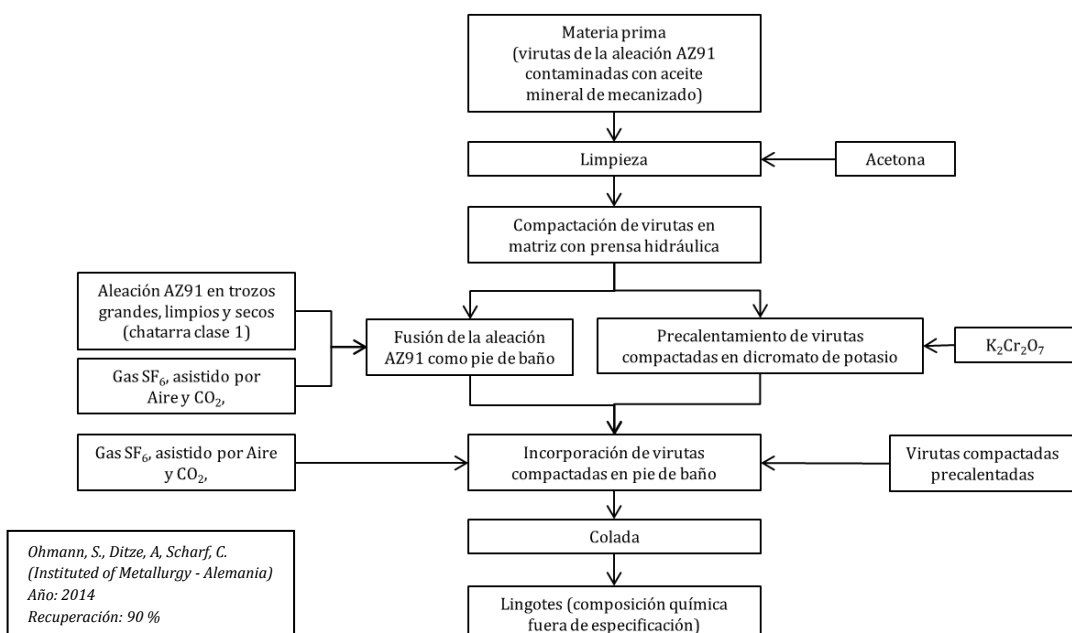 Materia prima
(virutas de la aleación AZ91
contaminadas con aceite
mineral de mecanizado)
Limpieza
Acetona
Compactación de virutas en
matriz con prensa hidráulica
Aleación AZ91 en trozos
grandes, limpios y secos
(chatarra clase 1)
Fusión de la aleación
AZ91 como pie de baño
Precalentamiento de virutas
compactadas en dicromato de potasio
K₂Cr₂O₇
Gas SF₆, asistido por
Aire y CO₂,
Gas SF₆, asistido por Aire
y CO₂,
Incorporación de virutas
compactadas en pie de baño
Virutas compactadas
precalentadas
Colada
Ohmann, S., Ditze, A, Scharf, C.
(Instituted of Metallurgy - Alemania)
Año: 2014
Recuperación: 90 %
Lingotes (composición química
fuera de especificación)